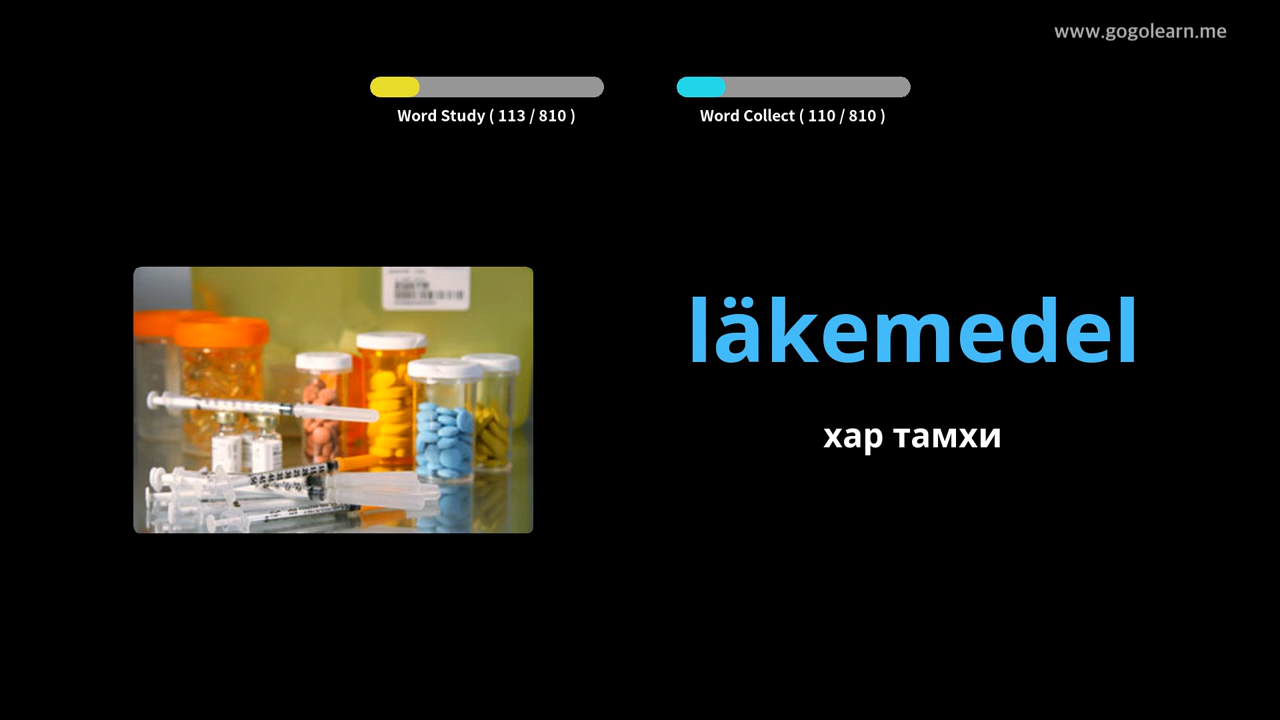 www.gogolearn.me
Word Study ( 113 / 810 )
Word Collect ( 110 / 810 )
läkemedel
хар тамхи